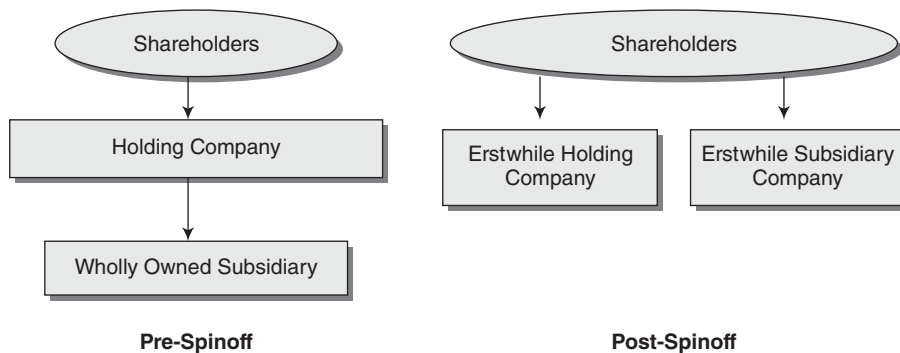 Shareholders
Holding Company
Wholly Owned Subsidiary
Pre-Spinoff
Shareholders
Erstwhile Holding
Company
Erstwhile Subsidiary
Company
Post-Spinoff